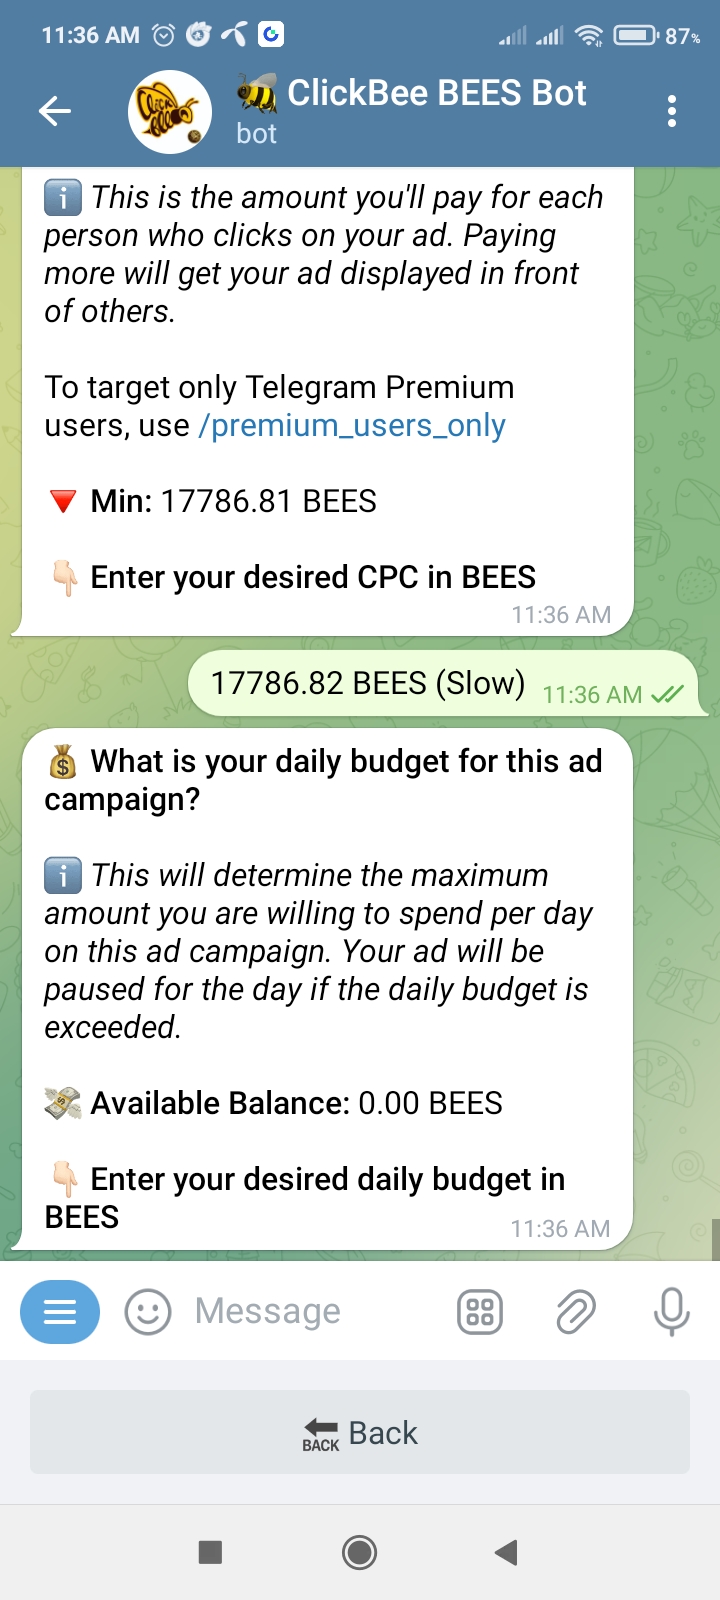 11:36 AM
87%
ClickBee BEES Bot
bot
This is the amount you'll pay for each
person who clicks on your ad. Paying
more will get your ad displayed in front
of others.
To target only Telegram Premium
users, use /premium_users_only
Min: 17786.81 BEES
Enter your desired CPC in BEES
11:36 AM
17786.82 BEES (Slow)
11:36 AM
What is your daily budget for this ad
campaign?
This will determine the maximum
amount you are willing to spend per day
on this ad campaign. Your ad will be
paused for the day if the daily budget is
exceeded.
Available Balance: 0.00 BEES
Enter your desired daily budget in
BEES
11:36 AM
Message
BACK Back